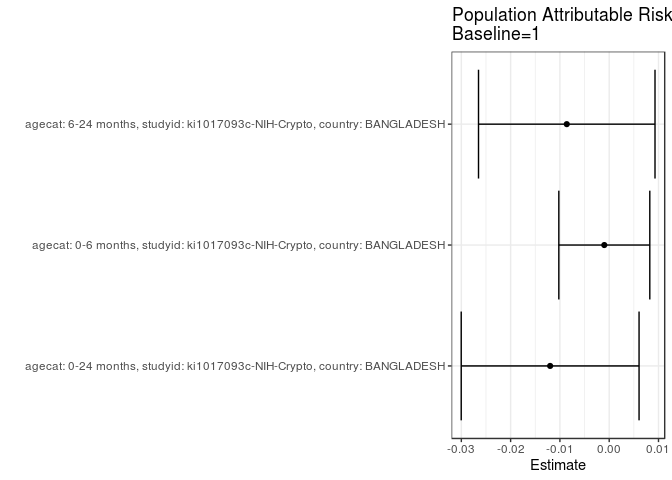 Population Attributable Risk
Baseline=1
agecat: 6-24 months, studyid: ki1017093c-NIH-Crypto, country: BANGLADESH
agecat: 0-6 months, studyid: ki1017093c-NIH-Crypto, country: BANGLADESH
agecat: 0-24 months, studyid: ki1017093c-NIH-Crypto, country: BANGLADESH
-0.03 -0.02 -0.01 0.00 0.01
Estimate